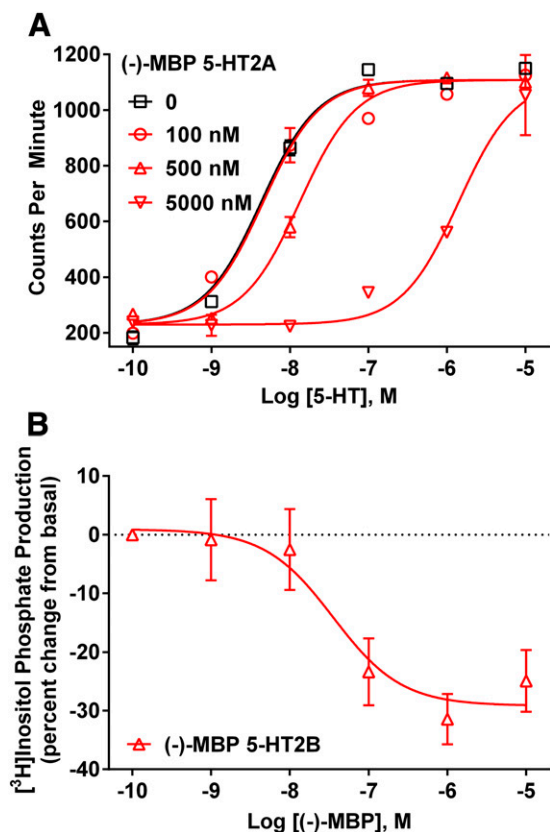 A
(-)-MBP 5-HT2A
0
100 nM
500 nM
5000 nM
Counts Per Minute
1200
1000
800
600
400
200
-10 -9 -8 -7 -6 -5
Log [5-HT], M
B
[³H]Inositol Phosphate Production
(percent change from basal)
10
0
-10
-20
-30
-40
(-)-MBP 5-HT2B
-10 -9 -8 -7 -6 -5
Log [(-)-MBP], M